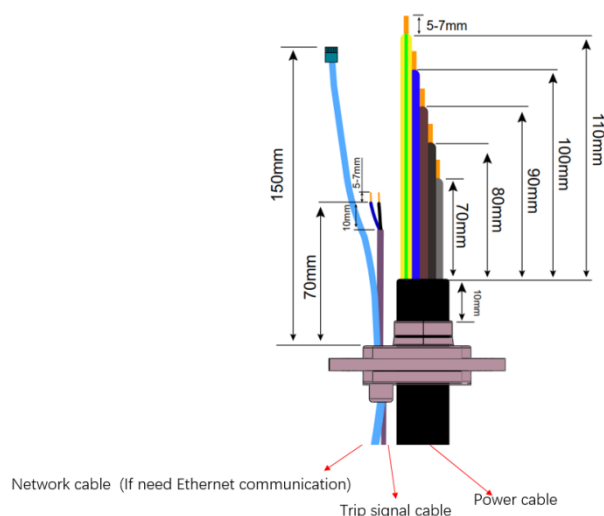 5-7mm
150mm
5-7mm
10mm
70mm
110mm
100mm
90mm
80mm
70mm
10mm
Network cable (If need Ethernet communication)
Trip signal cable
Power cable